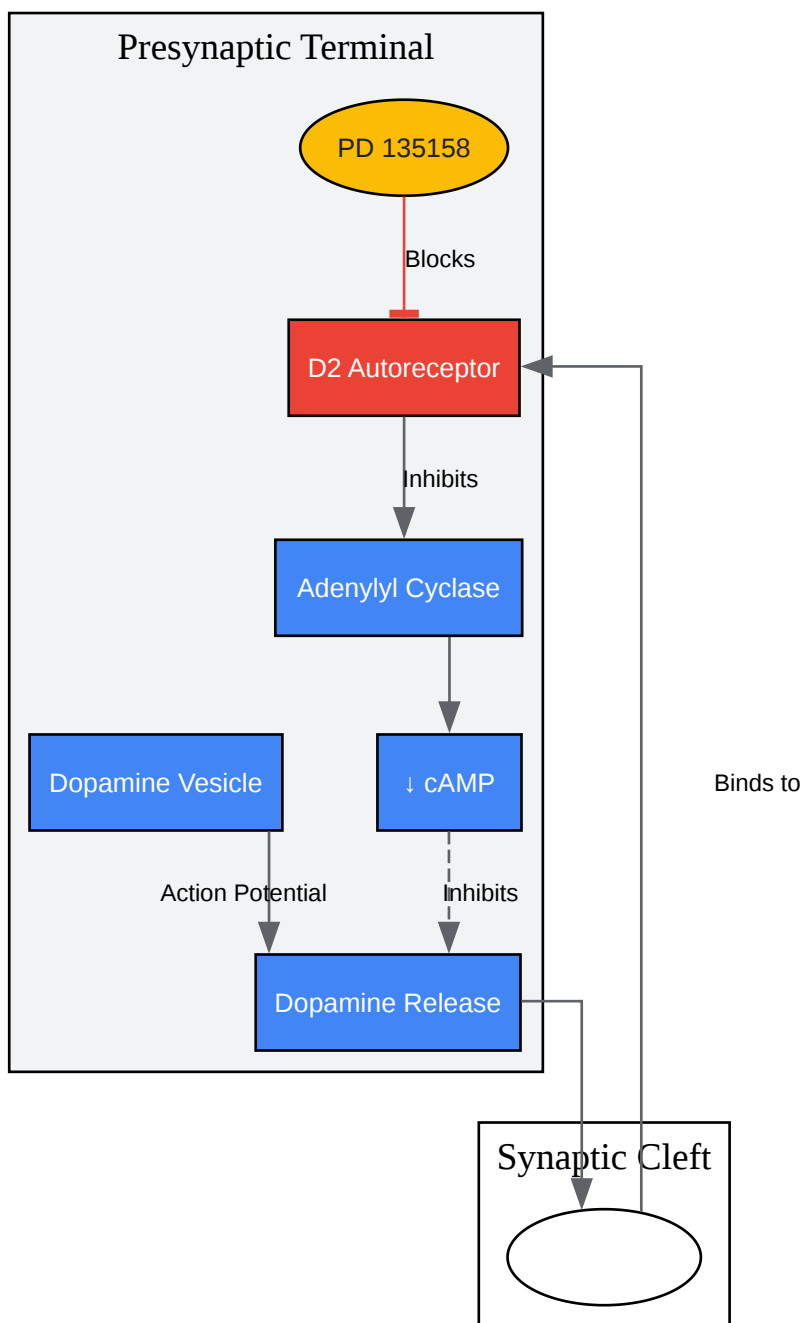 Presynaptic Terminal
PD 135158
Blocks
D2 Autoreceptor
Inhibits
Adenylyl Cyclase
Dopamine Vesicle
↓ cAMP
Binds to
Action Potential
Inhibits
Dopamine Release
Synaptic Cleft